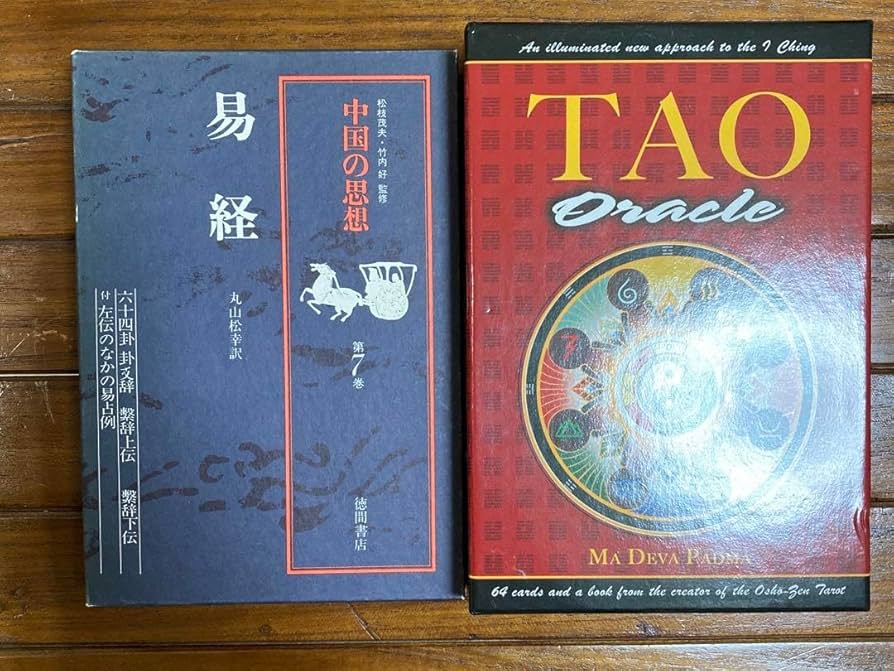 易経
丸山松幸訳
六十四卦 卦爻辞 繋辞上伝 繋辞下伝
付 左伝のなかの易占例
松枝茂夫・竹内好 監修
中国の思想
第7巻
徳間書店
An illuminated new approach to the I Ching
TAO
Oracle
MA DEVA PADMA
64 cards and a book from the creator of the Osho-Zen Tarot